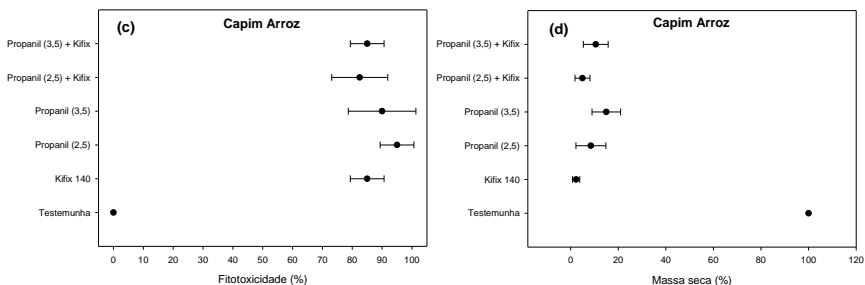 (c)
Capim Arroz
Propanil (3,5) + Kifix
Propanil (2,5) + Kifix
Propanil (3,5)
Propanil (2,5)
Kifix 140
Testemunha
0 10 20 30 40 50 60 70 80 90 100
Fitotoxicidade (%)
(d)
Capim Arroz
Propanil (3,5) + Kifix
Propanil (2,5) + Kifix
Propanil (3,5)
Propanil (2,5)
Kifix 140
Testemunha
0 20 40 60 80 100 120
Massa seca (%)